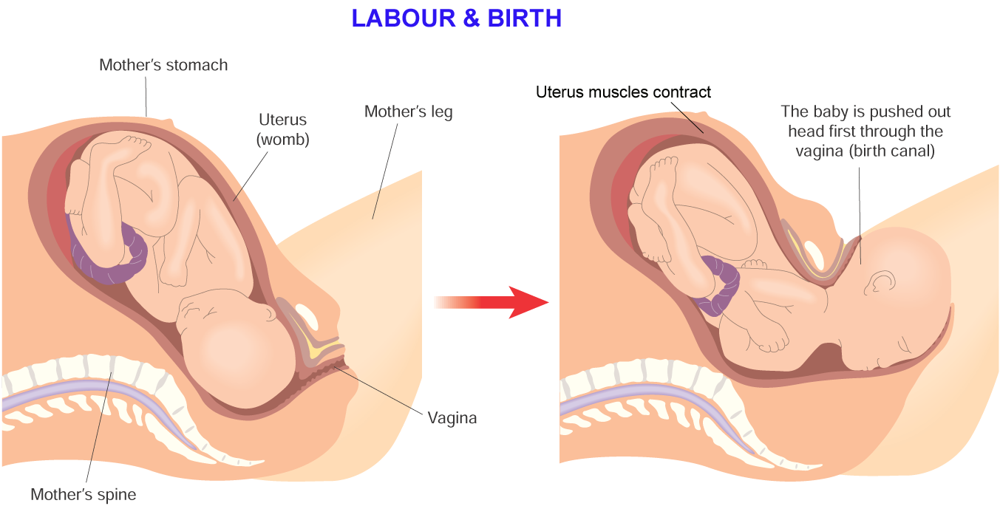 LABOUR & BIRTH
Mother's stomach
Uterus
(womb)
Mother's leg
Vagina
Mother's spine
Uterus muscles contract
The baby is pushed out
head first through the
vagina (birth canal)